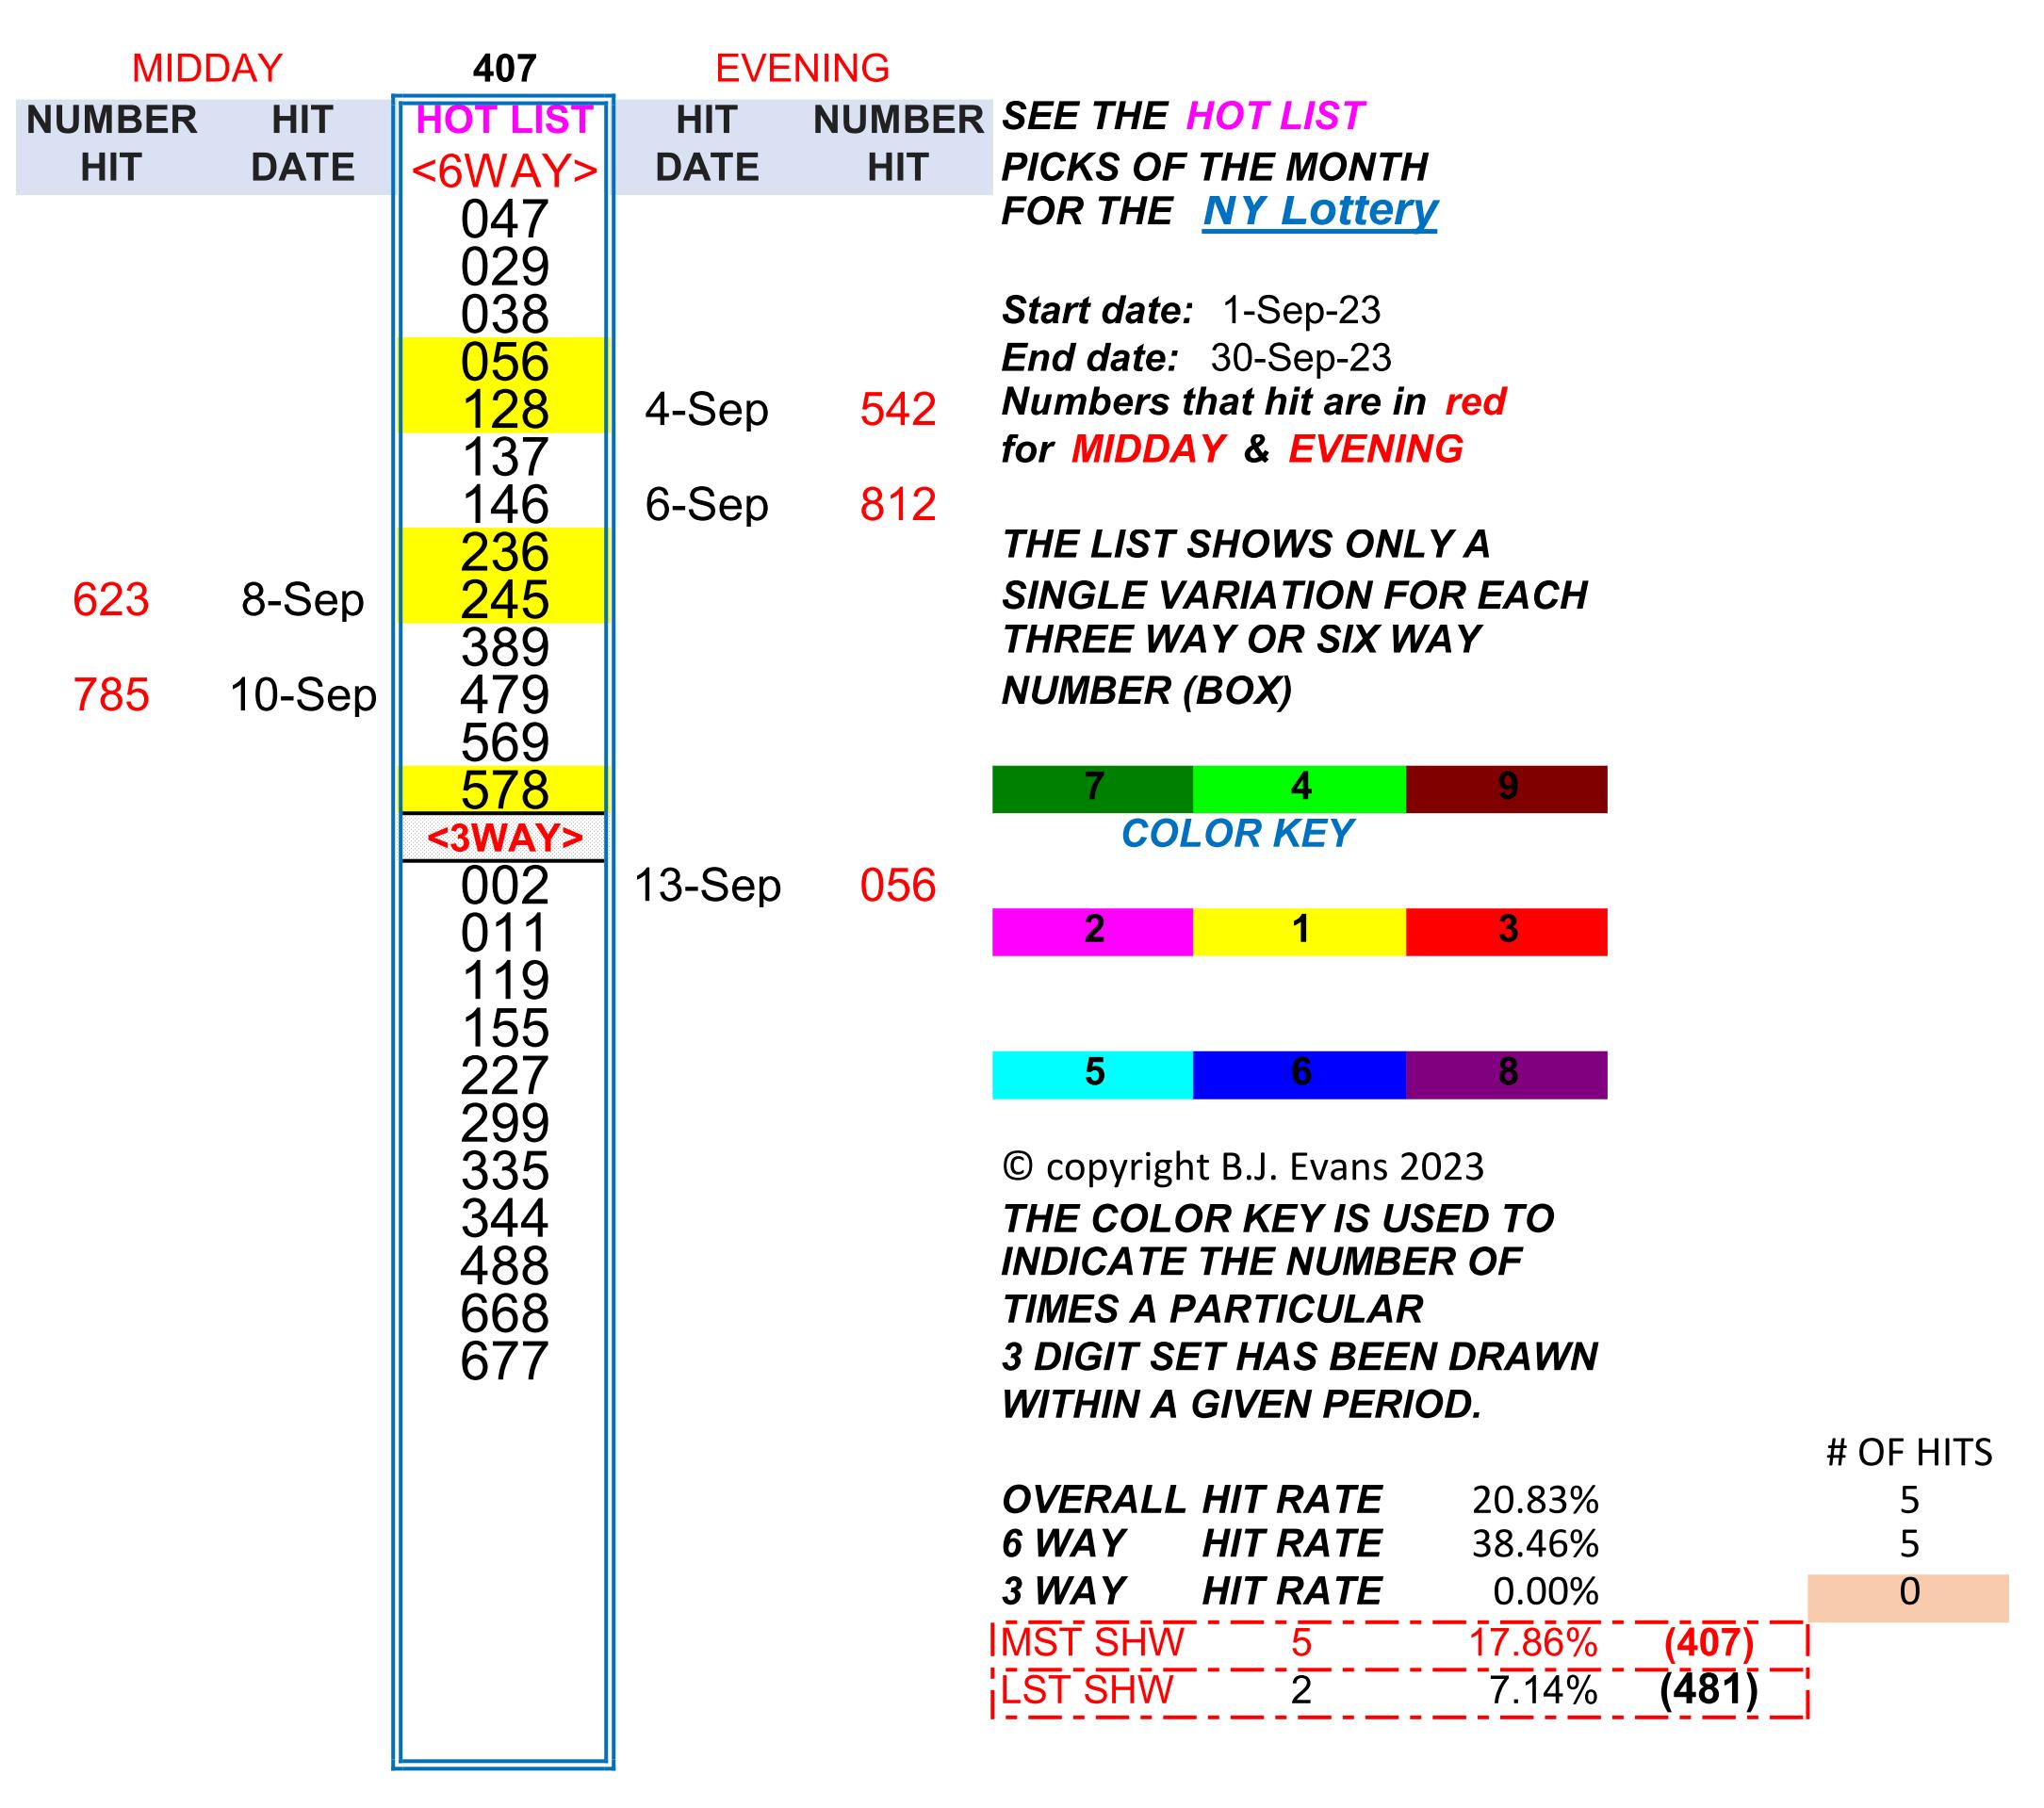 MIDDAY 407 EVENING
NUMBER HIT HOT LIST HIT NUMBER SEE THE HOT LIST
HIT DATE <6WAY> DATE HIT PICKS OF THE MONTH
047 FOR THE NY Lottery
029
038 Start date: 1-Sep-23
056 End date: 30-Sep-23
128 4-Sep 542 Numbers that hit are in red
137 for MIDDAY & EVENING
146 6-Sep 812
236 THE LIST SHOWS ONLY A
623 8-Sep 245 SINGLE VARIATION FOR EACH
389 THREE WAY OR SIX WAY
785 10-Sep 479 NUMBER (BOX)
569
578 7 4 9
<3WAY> COLOR KEY
002 13-Sep 056
011 2 1 3
119
155
227 5 6 8
299
335 © copyright B.J. Evans 2023
344 THE COLOR KEY IS USED TO
488 INDICATE THE NUMBER OF
668 TIMES A PARTICULAR
677 3 DIGIT SET HAS BEEN DRAWN
WITHIN A GIVEN PERIOD.
# OF HITS
OVERALL HIT RATE 20.83% 5
6 WAY HIT RATE 38.46% 5
3 WAY HIT RATE 0.00% 0
MST SHW 5 17.86% (407)
LST SHW 2 7.14% (481)